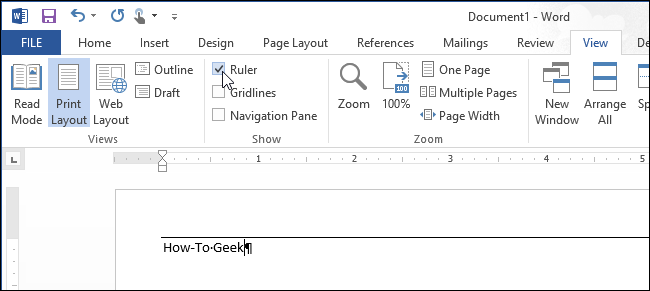 Document1 - Word
FILE Home Insert Design Page Layout References Mailings Review View De
Read Mode
Print Layout
Web Layout
Outline
Draft
Views
Ruler
Gridlines
Navigation Pane
Show
Zoom
100%
100
One Page
Multiple Pages
Page Width
Zoom
New Window
Arrange All
Sp
L 1 2 3 4 5
How-To·Geek¶